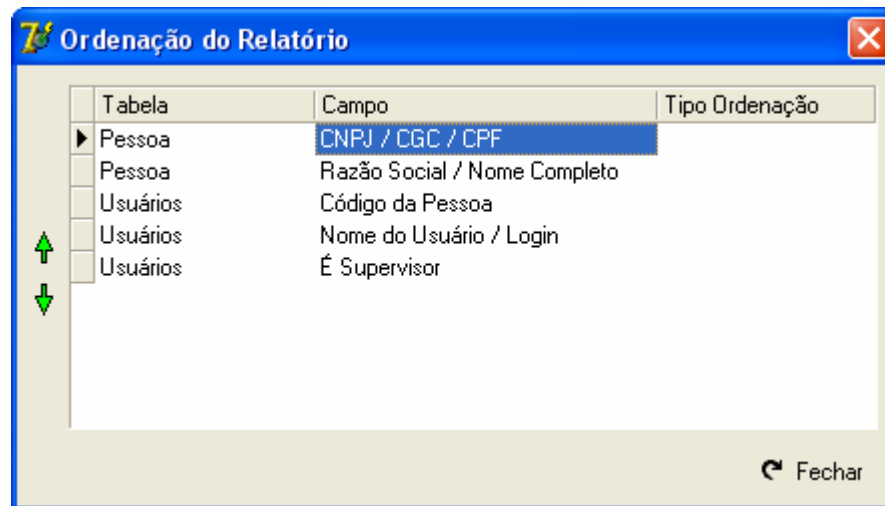 Ordenação do Relatório
Tabela Campo Tipo Ordenação
Pessoa CNPJ / CGC / CPF
Pessoa Razão Social / Nome Completo
Usuários Código da Pessoa
Usuários Nome do Usuário / Login
Usuários É Supervisor
Fechar